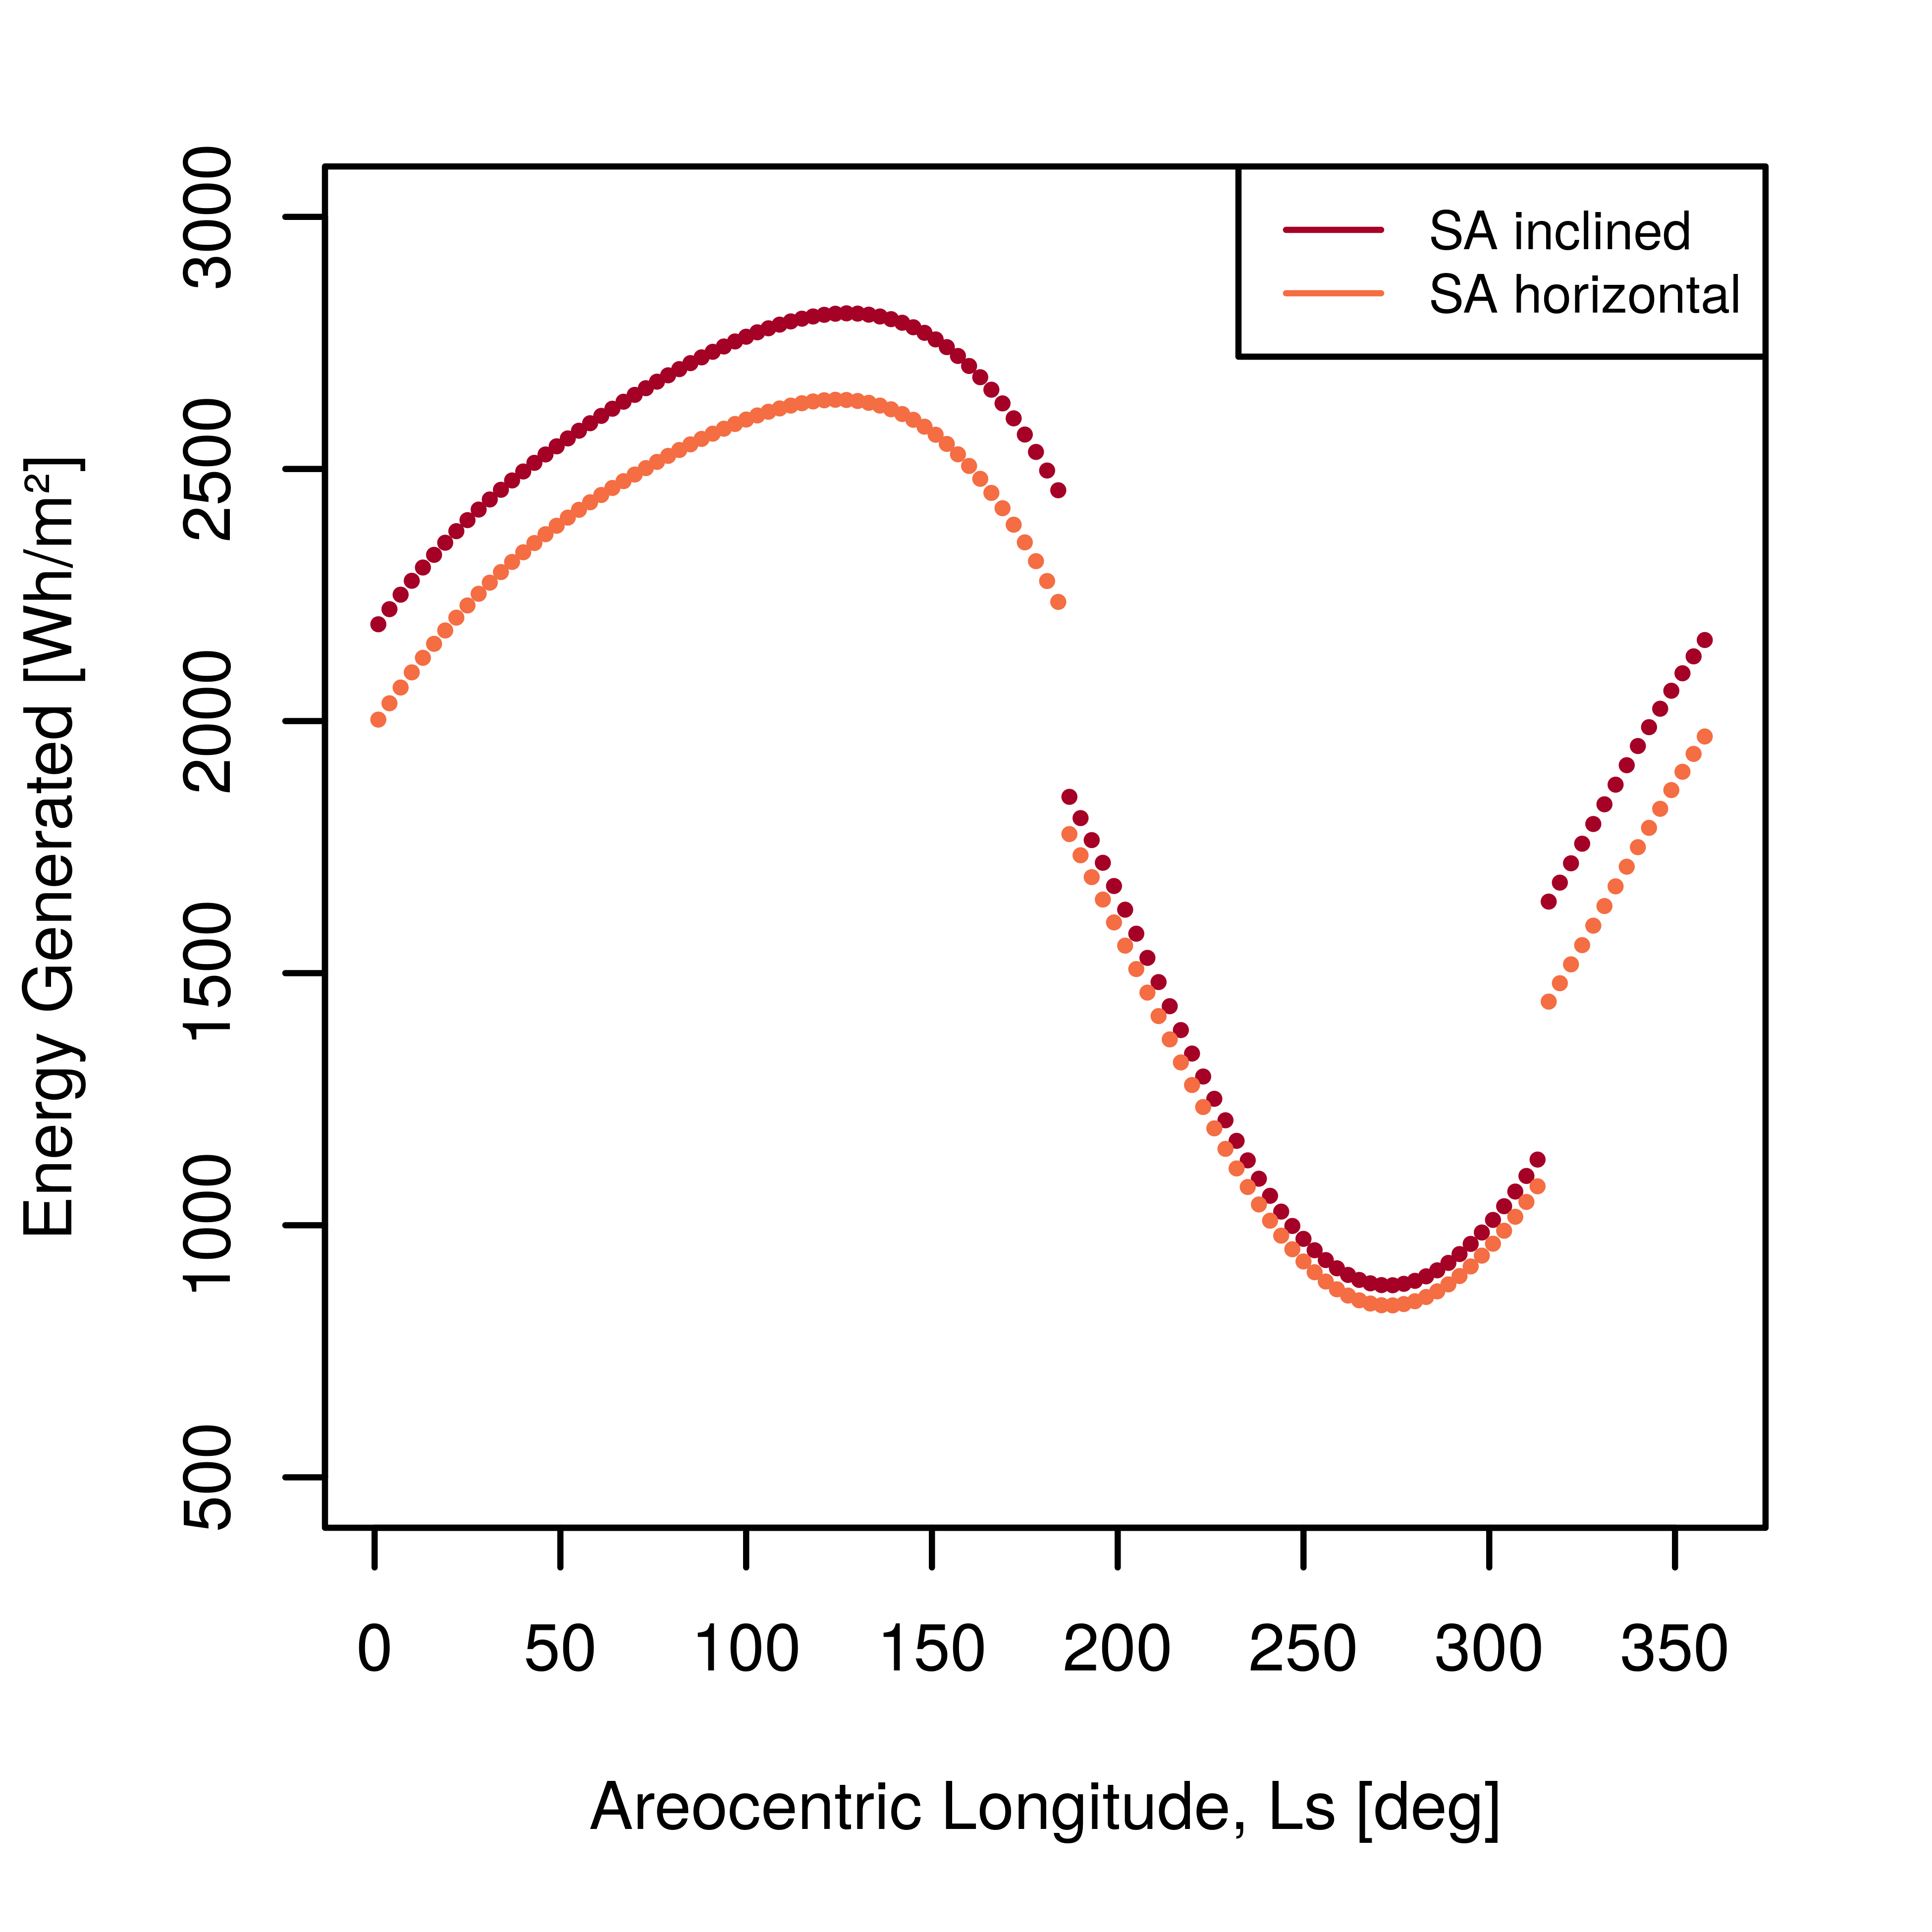 SA inclined
SA horizontal
Energy Generated [Wh/m²]
3000
2500
2000
1500
1000
500
0 50 100 150 200 250 300 350
Areocentric Longitude, Ls [deg]